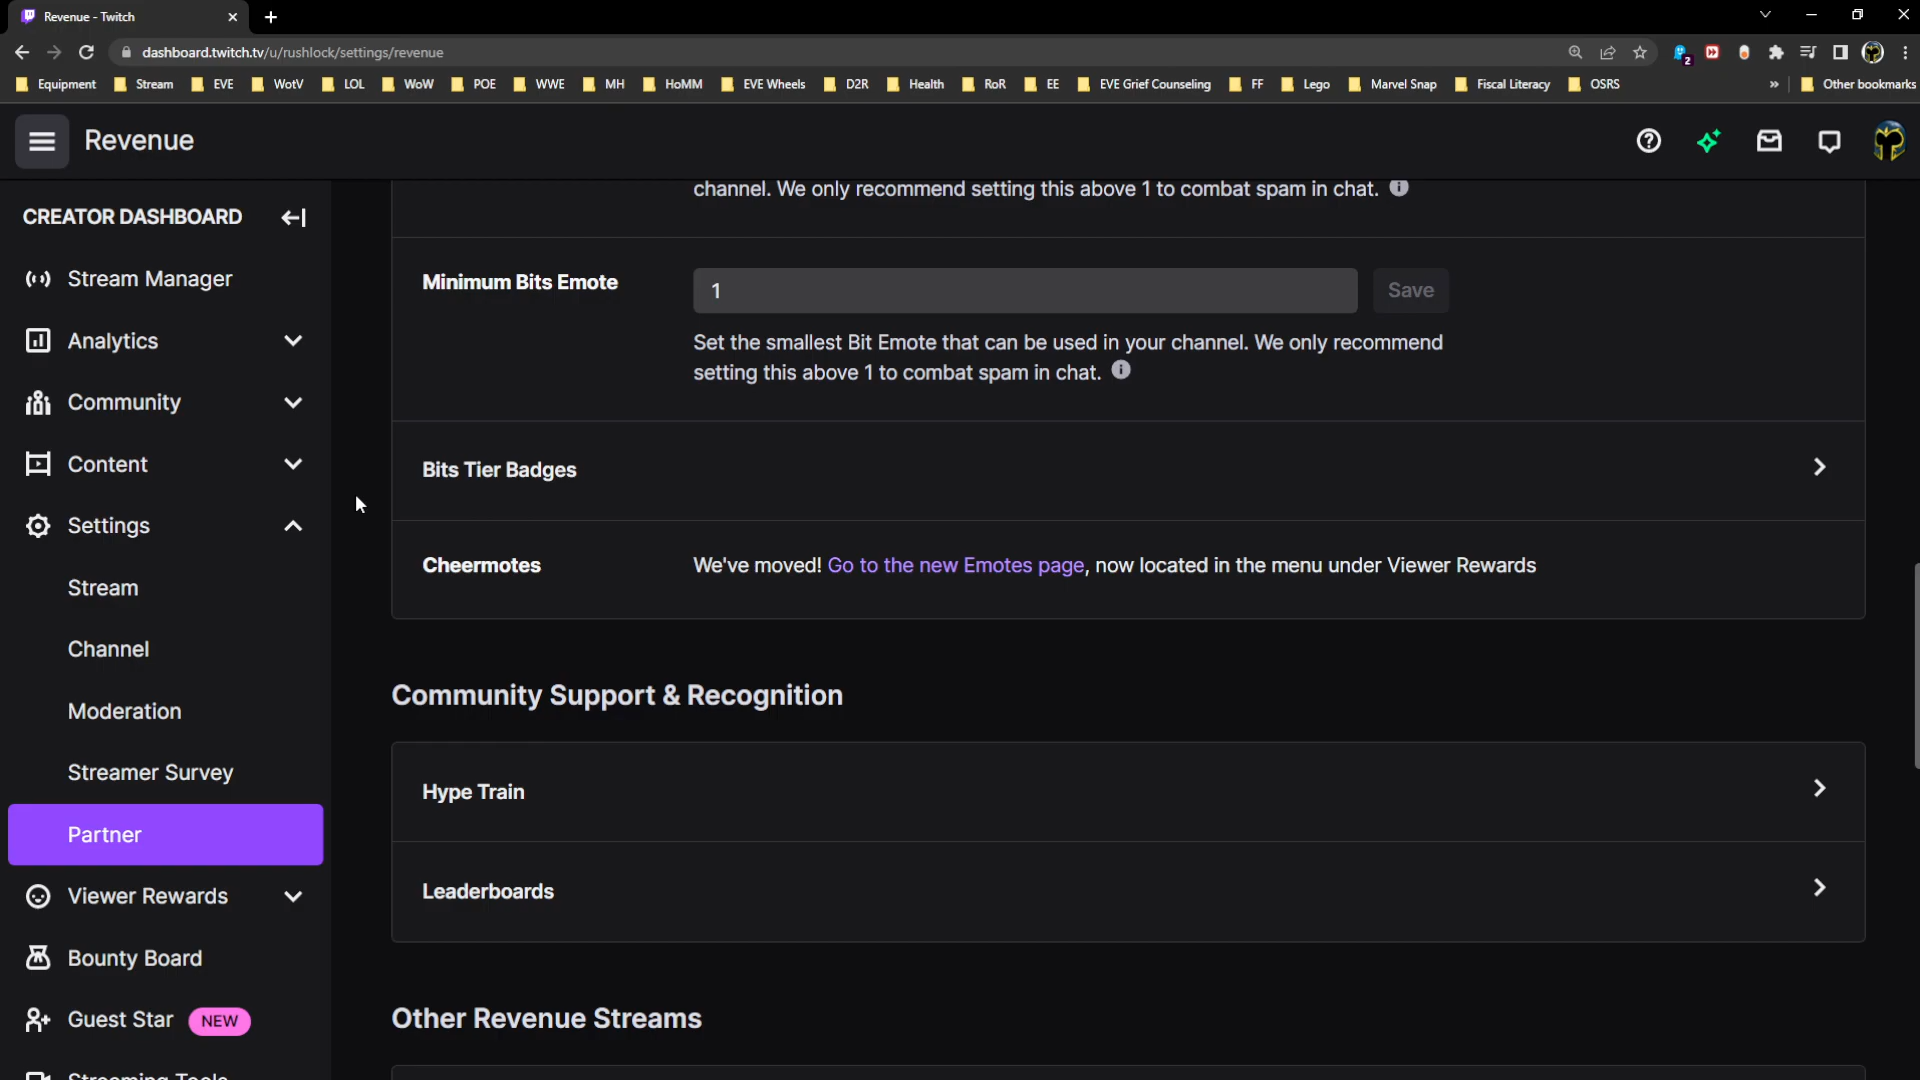 Revenue - Twitch
dashboard.twitch.tv/u/rushlock/settings/revenue
2
Equipment Stream EVE WotV LOL WoW POE WWE MH HoMM EVE Wheels D2R Health RoR EE EVE Grief Counseling FF Lego Marvel Snap Fiscal Literacy OSRS » Other bookmarks
Revenue
CREATOR DASHBOARD
Stream Manager
Analytics
Community
Content
Settings
Stream
Channel
Moderation
Streamer Survey
Partner
Viewer Rewards
Bounty Board
Guest Star NEW
Streaming Tools
channel. We only recommend setting this above 1 to combat spam in chat.
Minimum Bits Emote
1
Save
Set the smallest Bit Emote that can be used in your channel. We only recommend
setting this above 1 to combat spam in chat.
Bits Tier Badges
Cheermotes
We've moved! Go to the new Emotes page, now located in the menu under Viewer Rewards
Community Support & Recognition
Hype Train
Leaderboards
Other Revenue Streams